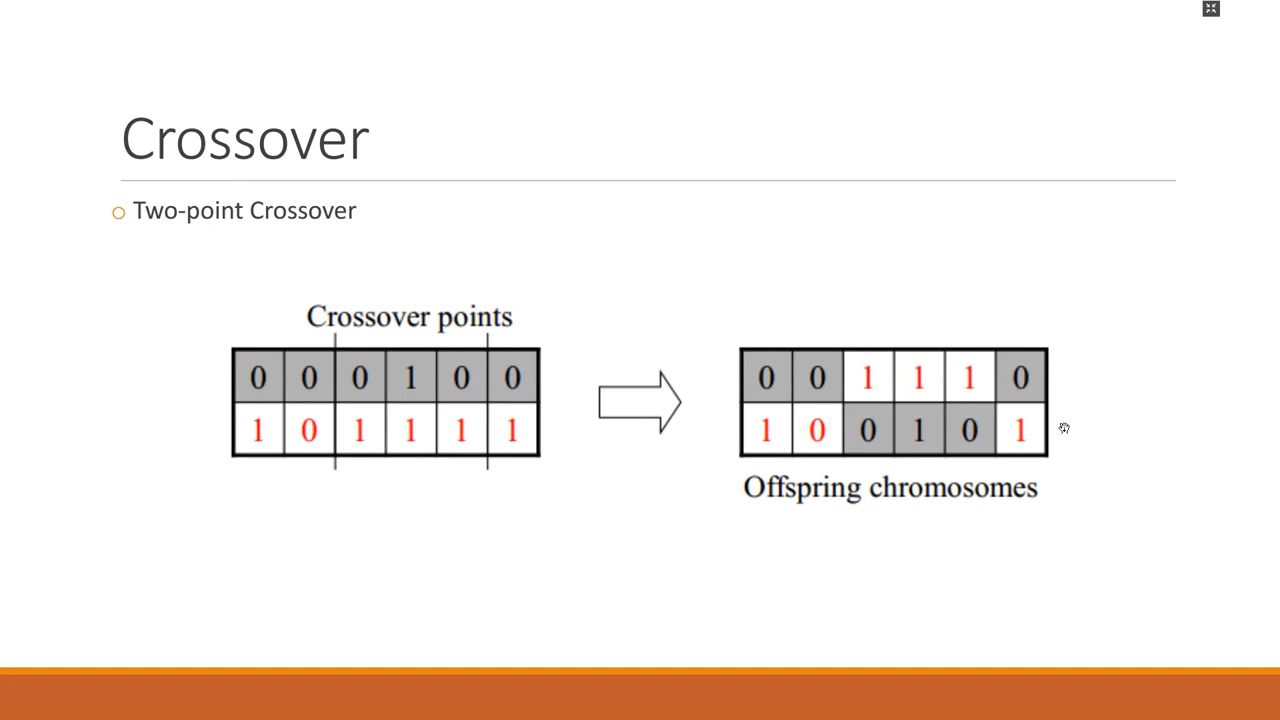 Crossover
Two-point Crossover
Crossover points
0 0 0 1 0 0
1 0 1 1 1 1
0 0 1 1 1 0
1 0 0 1 0 1
Offspring chromosomes